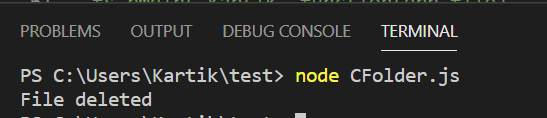 PROBLEMS OUTPUT DEBUG CONSOLE TERMINAL
PS C:\Users\Kartik\test> node CFolder.js
File deleted